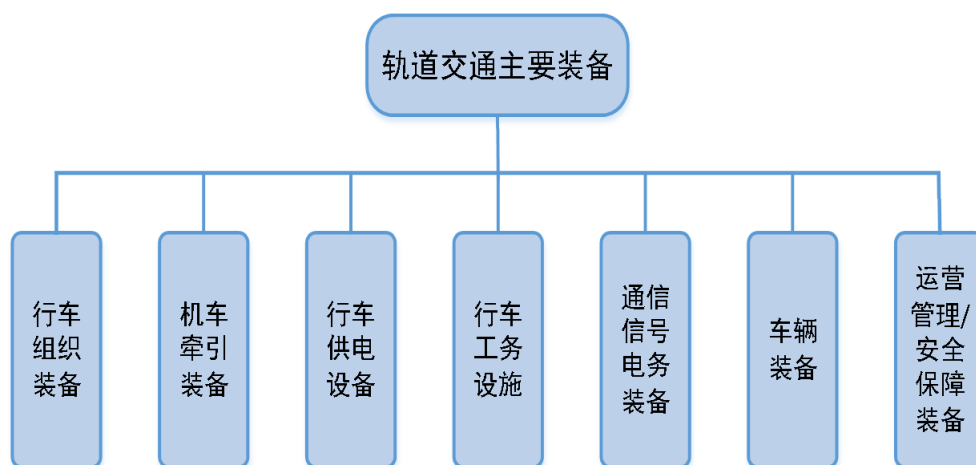 轨道交通主要装备
行车
组织
装备
机车
牵引
装备
行车
供电
设备
行车
工务
设施
通信
信号
电务
装备
车辆
装备
运营
管理/
安全
保障
装备